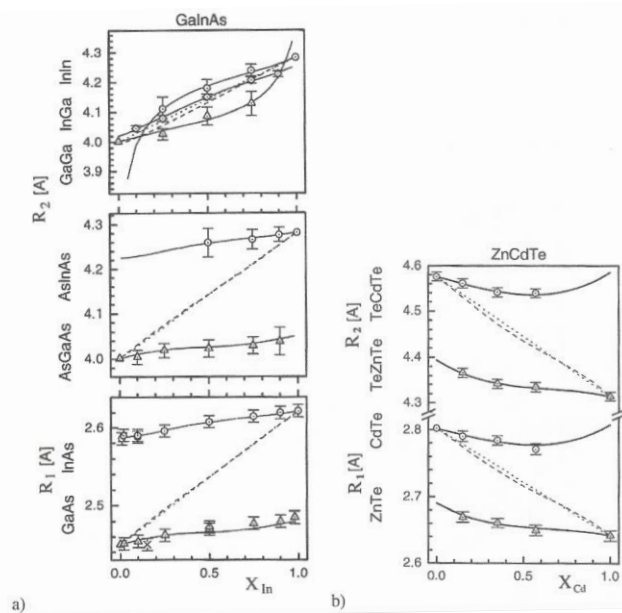 GaInAs
4.3
4.2
4.1
4.0
3.9
GaGa InGa InIn
R2 [A]
4.3
4.2
4.1
4.0
AsGaAs AsInAs
2.6
2.5
GaAs InAs
R1 [A]
0.0 0.5 1.0
XIn
a)
ZnCdTe
4.6
4.5
4.4
4.3
TeZnTe TeCdTe
R2 [A]
2.8
2.7
2.6
ZnTe CdTe
R1 [A]
0.0 0.5 1.0
XCd
b)